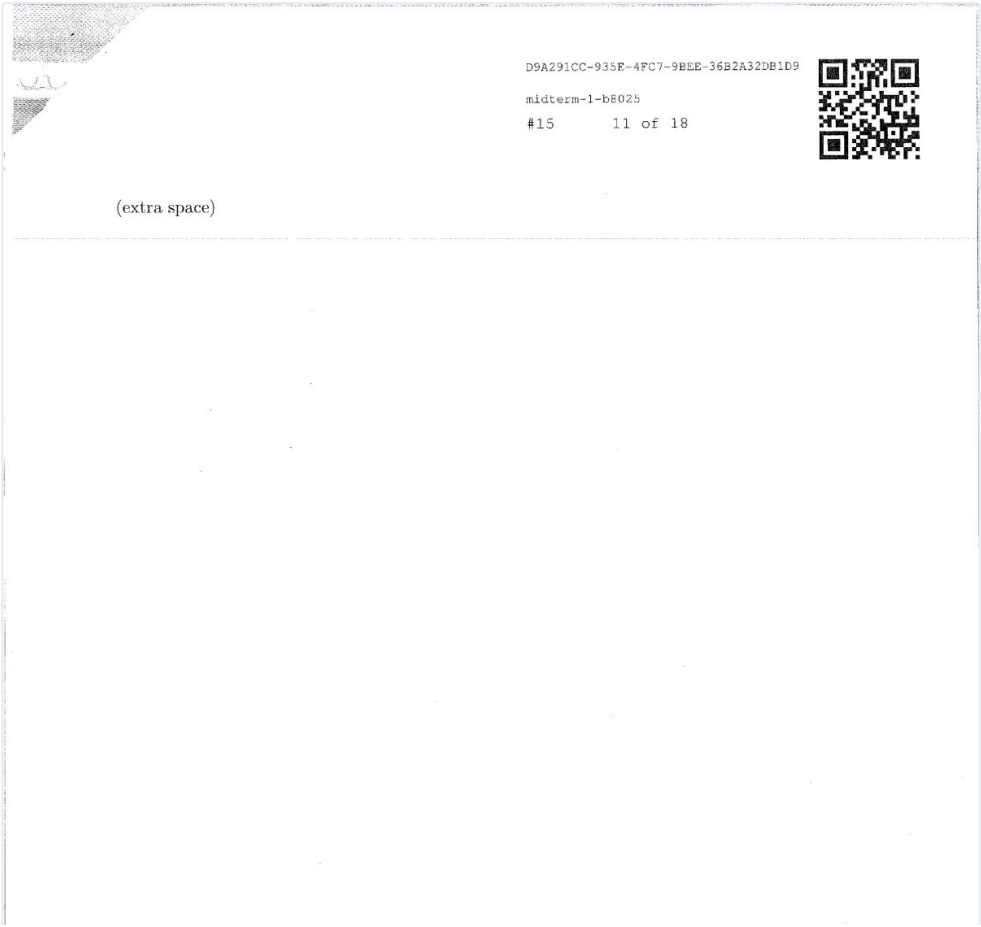 D9A291CC-935E-4FC7-9BEE-36B2A32DB1D9
midterm-1-b8025
#15 11 of 18
(extra space)